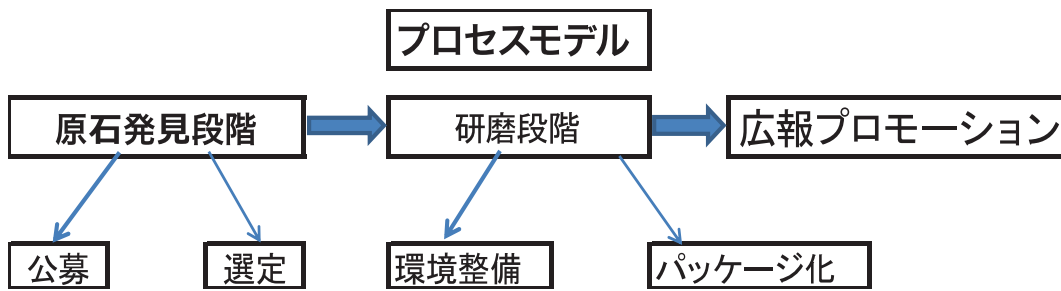 プロセスモデル
原石発見段階
研磨段階
広報プロモーション
公募
選定
環境整備
パッケージ化